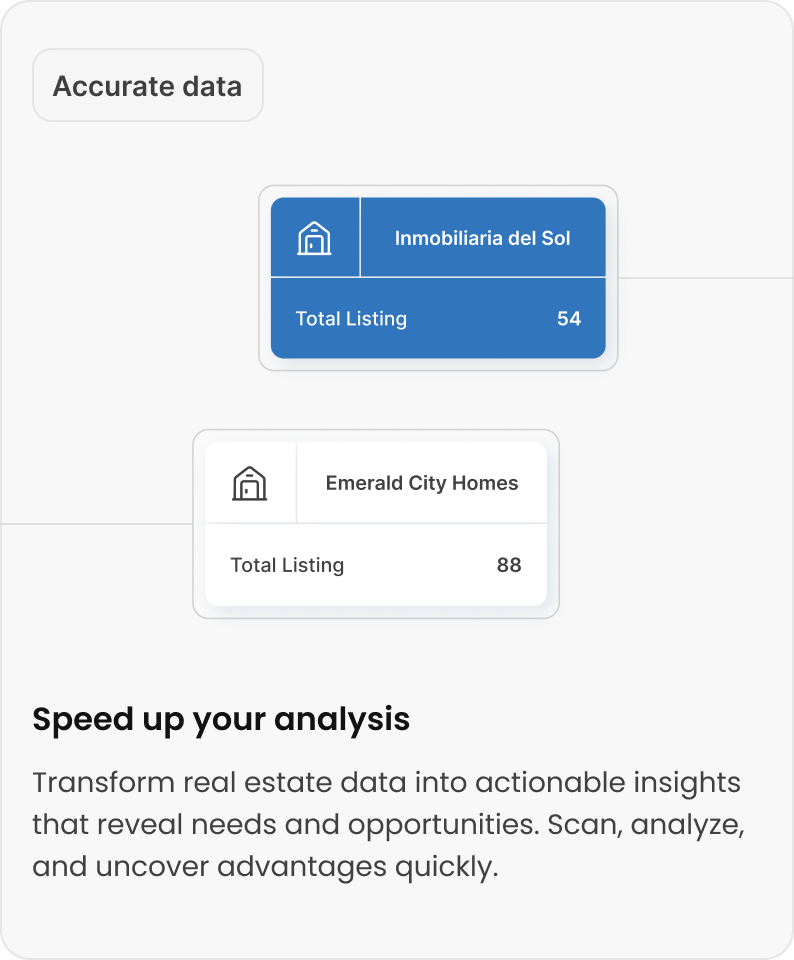 Accurate data
Inmobiliaria del Sol
Total Listing 54
Emerald City Homes
Total Listing 88
Speed up your analysis
Transform real estate data into actionable insights
that reveal needs and opportunities. Scan, analyze,
and uncover advantages quickly.